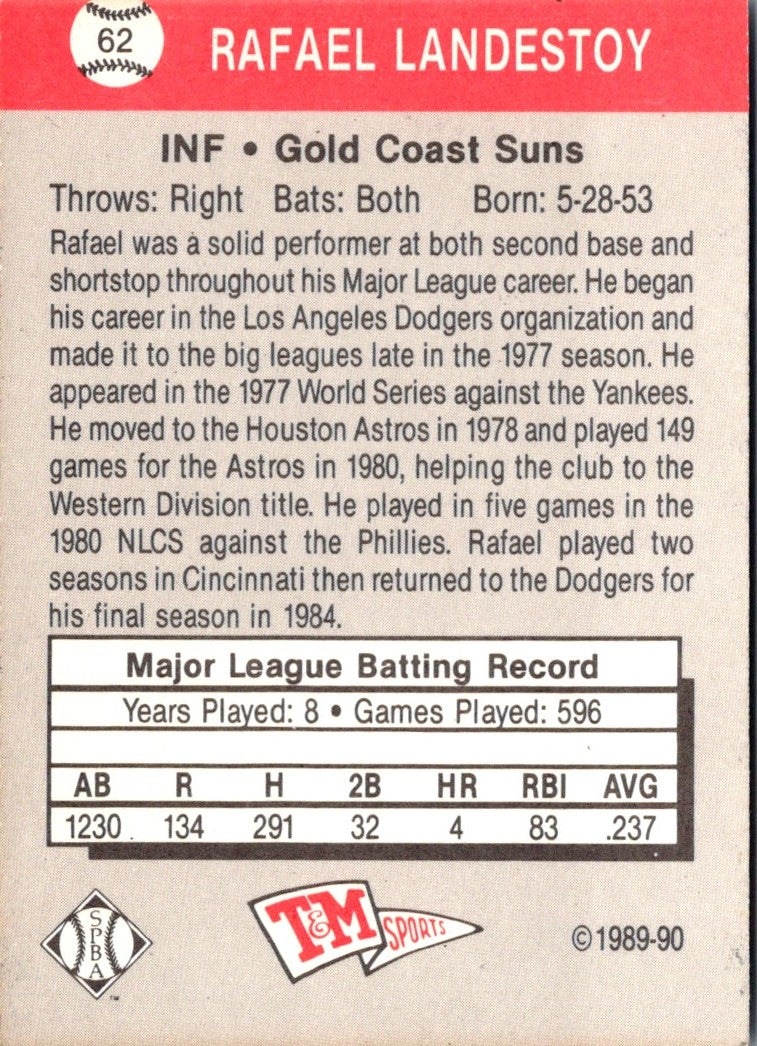 62
RAFAEL LANDESTOY
INF • Gold Coast Suns
Throws: Right Bats: Both Born: 5-28-53
Rafael was a solid performer at both second base and
shortstop throughout his Major League career. He began
his career in the Los Angeles Dodgers organization and
made it to the big leagues late in the 1977 season. He
appeared in the 1977 World Series against the Yankees.
He moved to the Houston Astros in 1978 and played 149
games for the Astros in 1980, helping the club to the
Western Division title. He played in five games in the
1980 NLCS against the Phillies. Rafael played two
seasons in Cincinnati then returned to the Dodgers for
his final season in 1984.
Major League Batting Record
Years Played: 8 • Games Played: 596
AB R H 2B HR RBI AVG
1230 134 291 32 4 83 .237
SPBA
™
T&M SPORTS
©1989-90